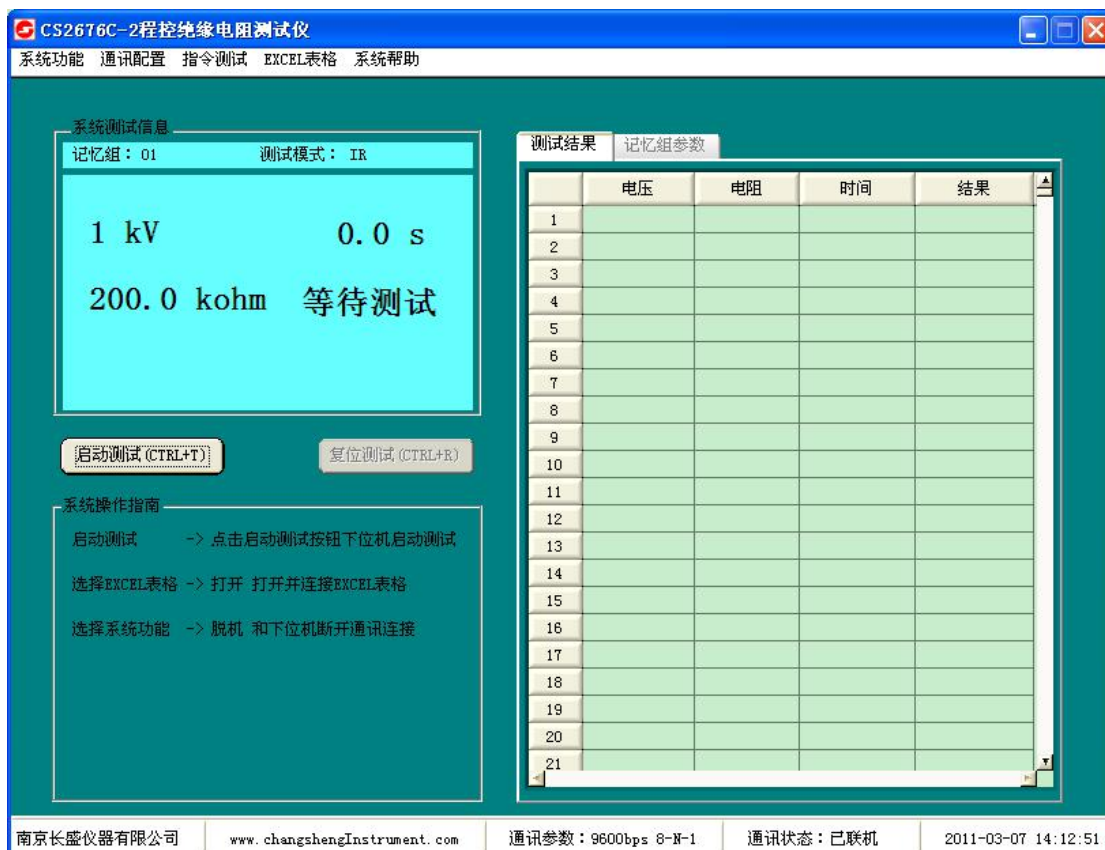 CS2676C-2程控绝缘电阻测试仪
系统功能 通讯配置 指令测试 EXCEL表格 系统帮助
系统测试信息
记忆组：01 测试模式：IR
1 kV 0.0 s
200.0 kohm 等待测试
启动测试(CTRL+T) 复位测试(CTRL+R)
系统操作指南
启动测试 -> 点击启动测试按钮下位机启动测试
选择EXCEL表格 -> 打开 打开并连接EXCEL表格
选择系统功能 -> 脱机 和下位机断开通讯连接
测试结果 记忆组参数
电压 电阻 时间 结果
1
2
3
4
5
6
7
8
9
10
11
12
13
14
15
16
17
18
19
20
21
南京长盛仪器有限公司 www.changshengInstrument.com 通讯参数：9600bps 8-N-1 通讯状态：已联机 2011-03-07 14:12:51